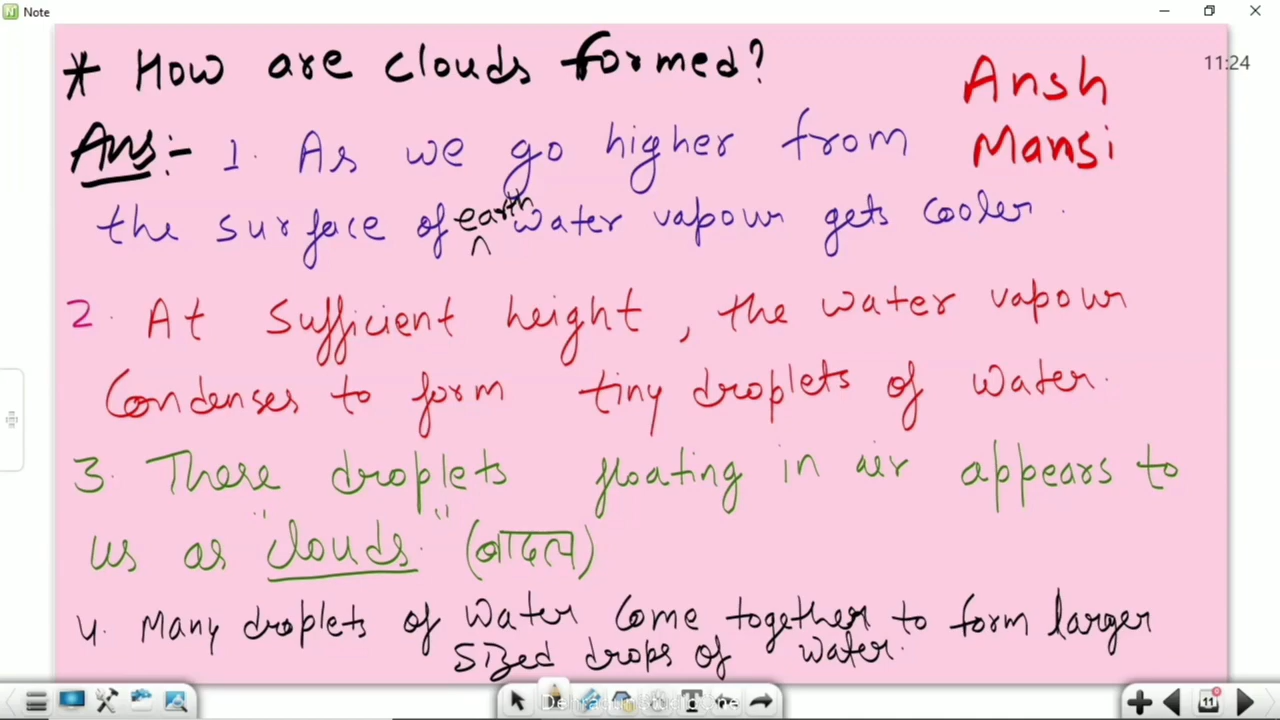 Note
* How are clouds formed?
Ansh
11:24
Ans:- 1. As we go higher from
Mansi
the surface of earth water vapour gets cooler.
2. At sufficient height, the water vapour
Condenses to form tiny droplets of water.
3. These droplets floating in air appears to
us as "clouds." (बादल)
4. Many droplets of water come together to form larger
sized drops of water.
11